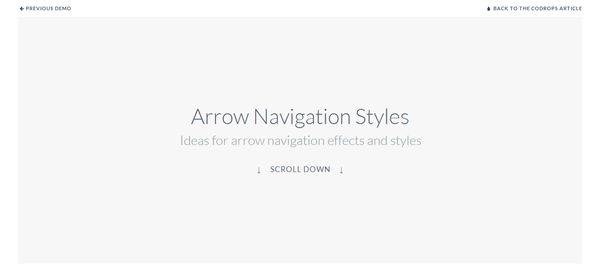 PREVIOUS DEMO
BACK TO THE CODROPS ARTICLE
Arrow Navigation Styles
Ideas for arrow navigation effects and styles
↓ SCROLL DOWN ↓